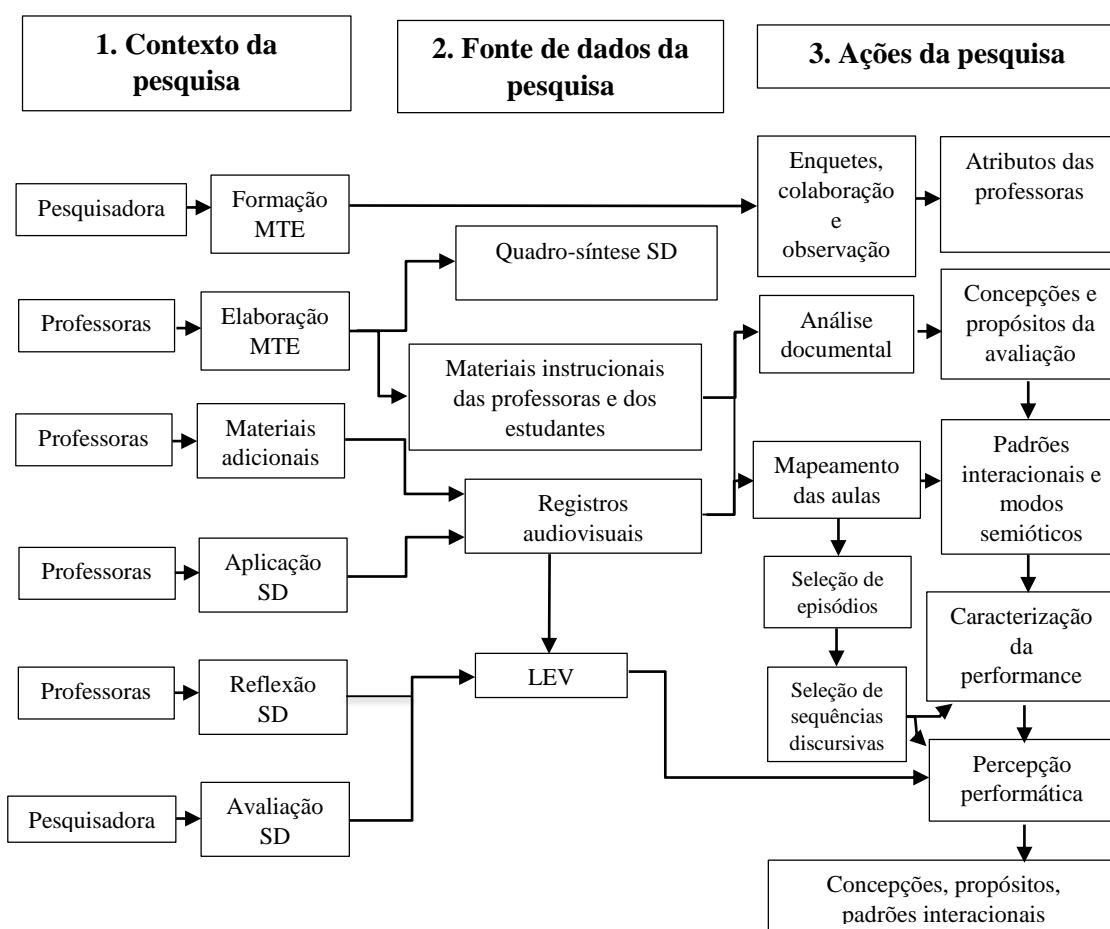 1. Contexto da
pesquisa
2. Fonte de dados da
pesquisa
3. Ações da pesquisa
Pesquisadora
Formação
MTE
Enquetes,
colaboração
e
observação
Atributos das
professoras
Quadro-síntese SD
Professoras
Elaboração
MTE
Análise
documental
Concepções e
propósitos da
avaliação
Materiais instrucionais
das professoras e dos
estudantes
Professoras
Materiais
adicionais
Mapeamento
das aulas
Padrões
interacionais e
modos
semióticos
Registros
audiovisuais
Professoras
Aplicação
SD
Seleção de
episódios
Caracterização
da
performance
Professoras
Reflexão
SD
LEV
Seleção de
sequências
discursivas
Percepção
performática
Pesquisadora
Avaliação
SD
Concepções, propósitos,
padrões interacionais